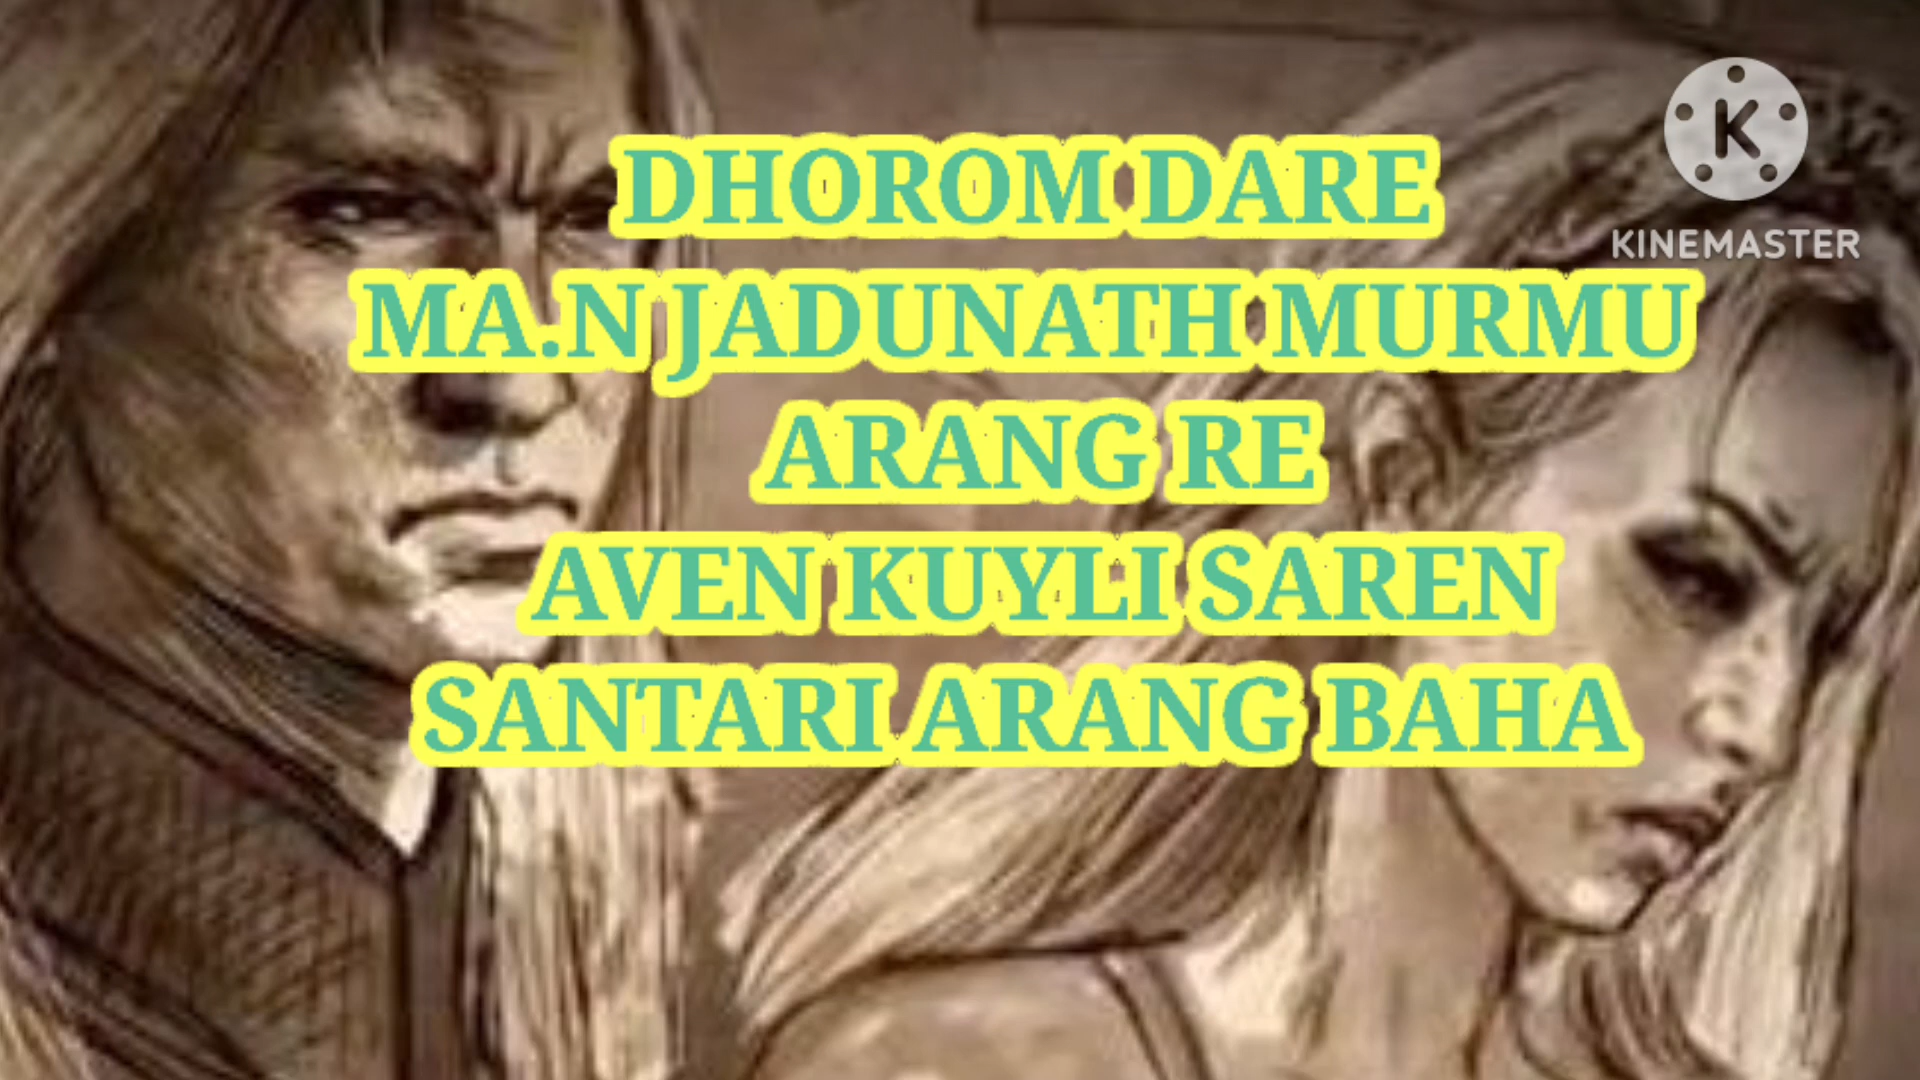 K
KINEMASTER
DHOROM DARE
MA.N JADUNATH MURMU
ARANG RE
AVEN KUYLI SAREN
SANTARI ARANG BAHA